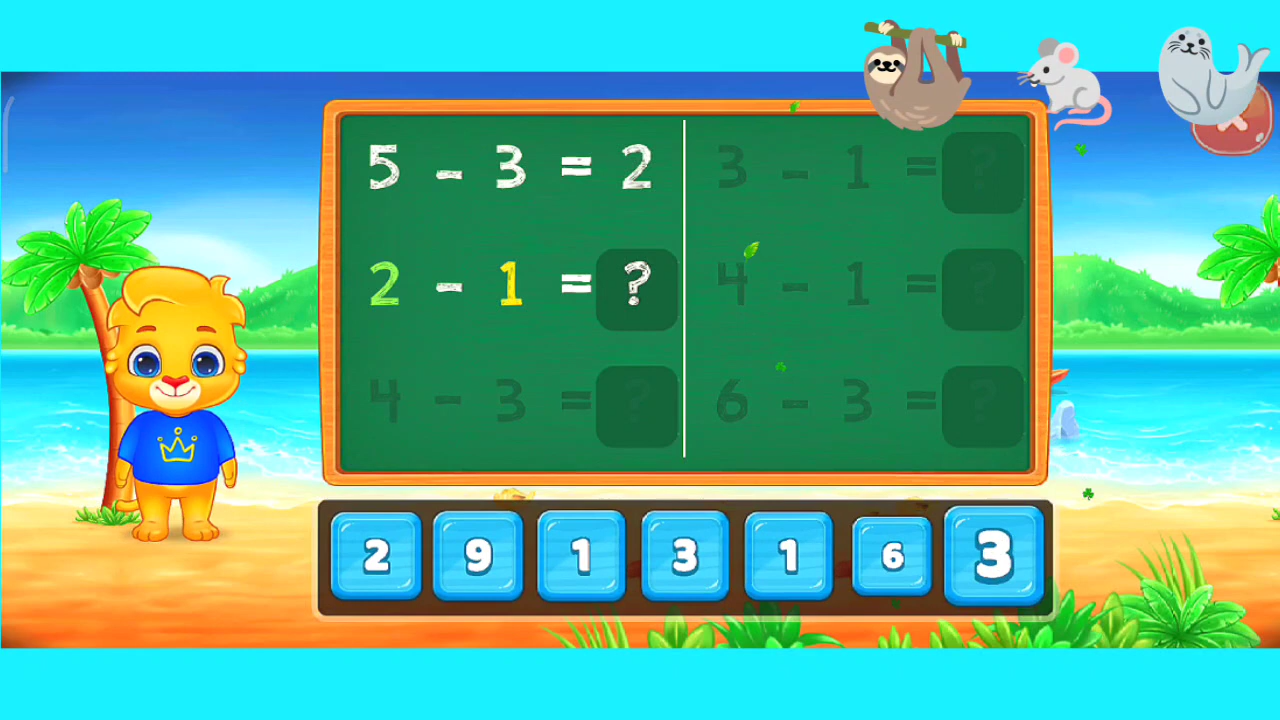 5 - 3 = 2
2 - 1 = ?
4 - 3 = ?
3 - 1 = ?
4 - 1 = ?
6 - 3 = ?
2 9 1 3 1 6 3